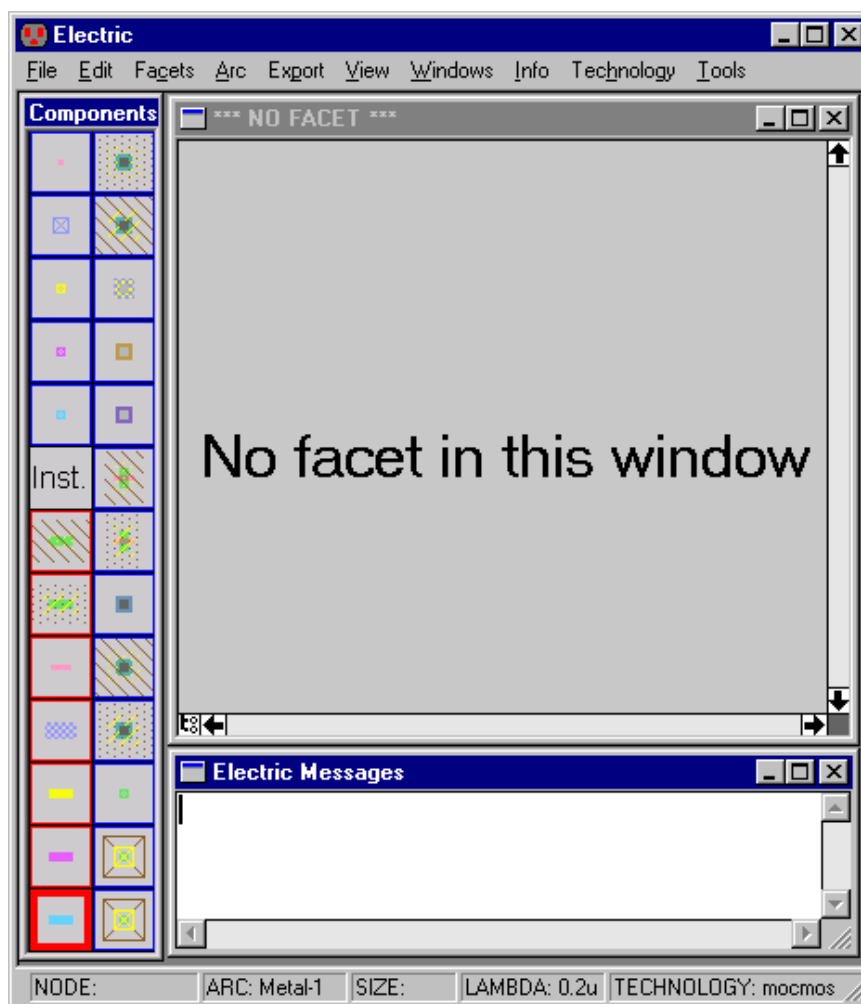 Electric
File Edit Facets Arc Export View Windows Info Technology Tools
Components
*** NO FACET ***
No facet in this window
Inst.
Electric Messages
NODE: ARC: Metal-1 SIZE: LAMBDA: 0.2u TECHNOLOGY: mocmos